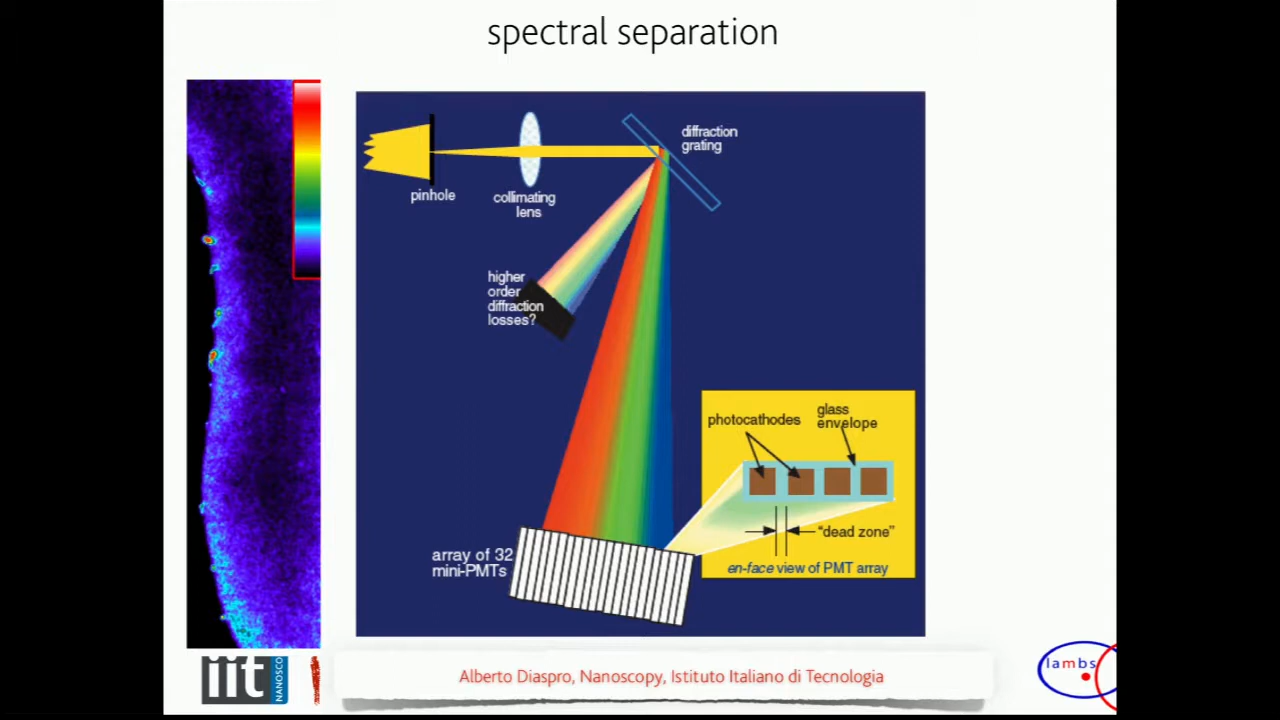 spectral separation
diffraction
grating
pinhole
collimating
lens
higher
order
diffraction
losses?
photocathodes
glass
envelope
"dead zone"
en-face view of PMT array
array of 32
mini-PMTs
iit
NANOSCO
Alberto Diaspro, Nanoscopy, Istituto Italiano di Tecnologia
lambs